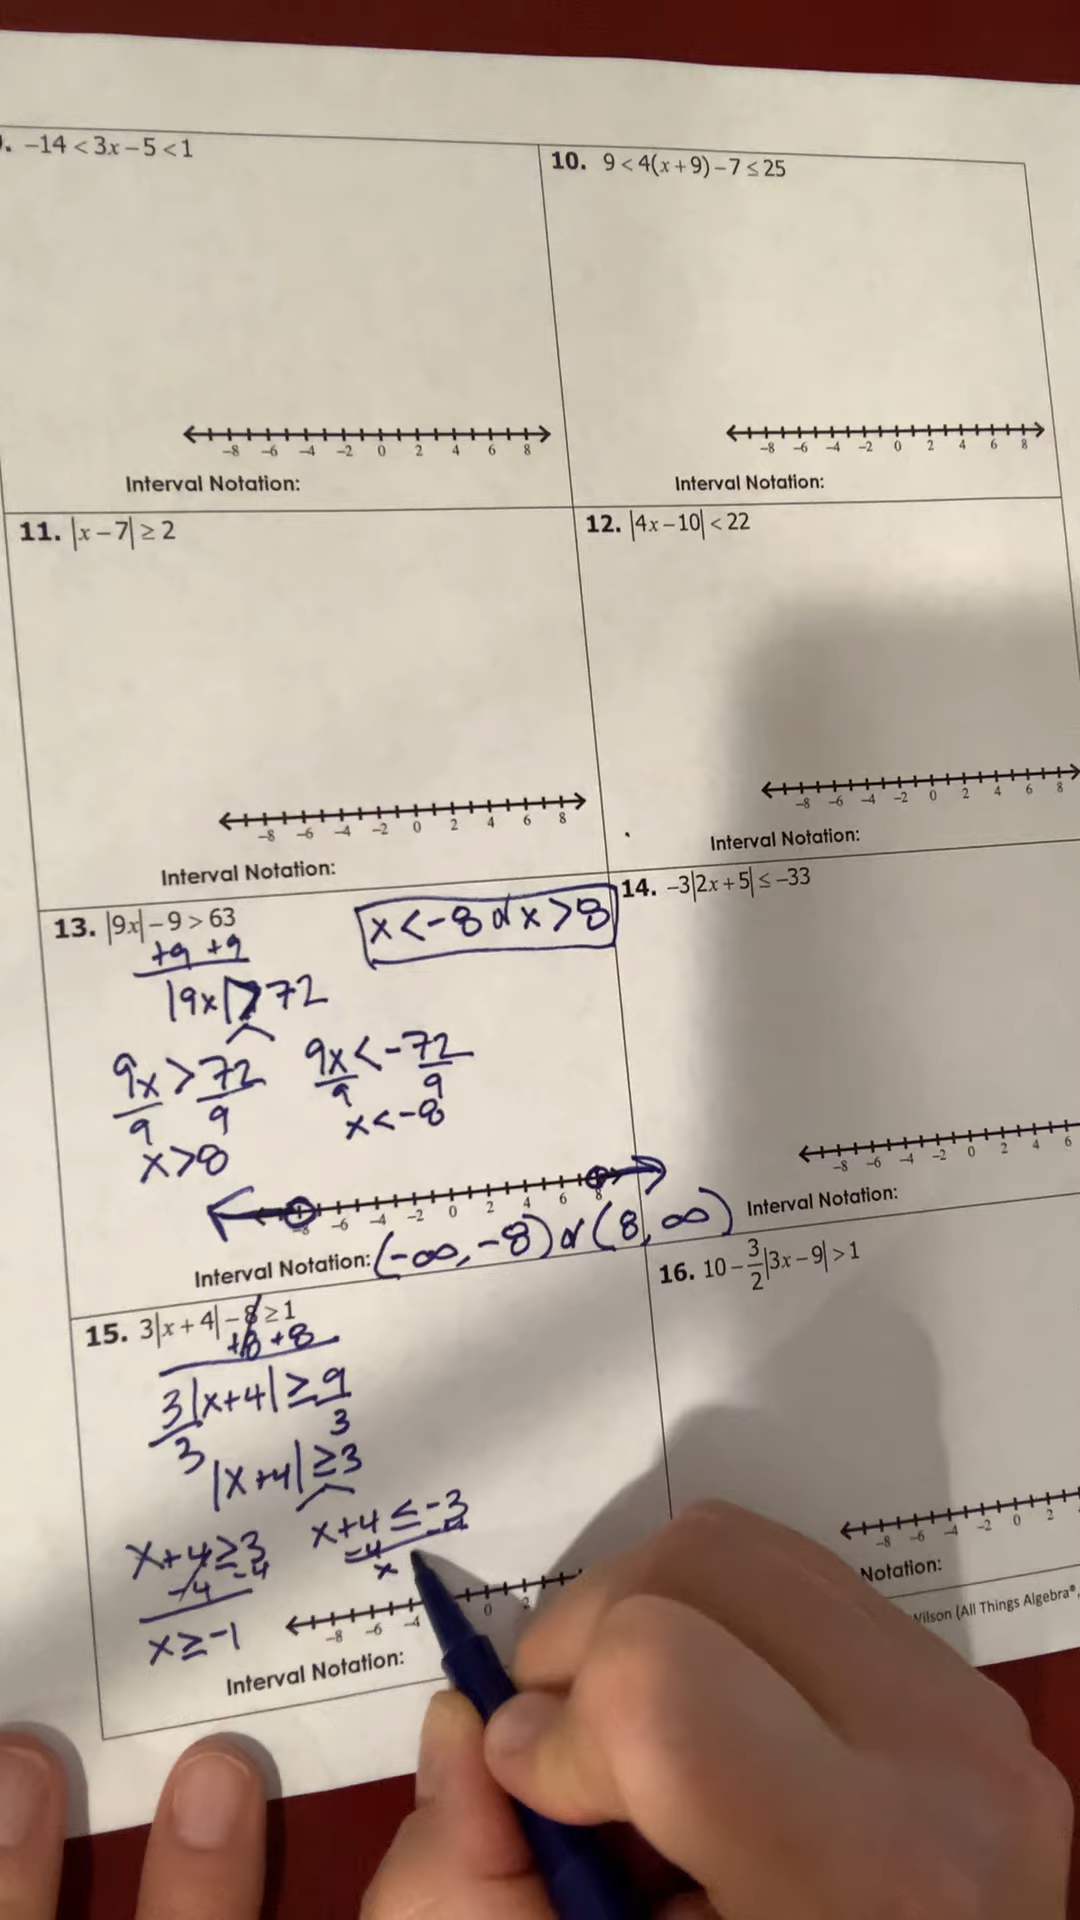 . −14 < 3x − 5 < 1
−8 −6 −4 −2 0 2 4 6 8
Interval Notation:
10. 9 < 4(x + 9) − 7 ≤ 25
−8 −6 −4 −2 0 2 4 6 8
Interval Notation:
11. |x − 7| ≥ 2
−8 −6 −4 −2 0 2 4 6 8
Interval Notation:
12. |4x − 10| < 22
−8 −6 −4 −2 0 2 4 6 8
Interval Notation:
13. |9x| − 9 > 63
+9 +9
|9x| > 72
x < -8 or x > 8
9x > 72 9x < -72
9 9 9 9
x > 8 x < -8
−8 −6 −4 −2 0 2 4 6 8
Interval Notation: (-∞, -8) or (8, ∞)
14. −3|2x + 5| ≤ −33
−8 −6 −4 −2 0 2 4 6
Interval Notation:
15. 3|x + 4| − 8 ≥ 1
+8 +8
3|x+4| ≥ 9
3 3
|x+4| ≥ 3
x+4 ≥ 3 x+4 ≤ -3
-4 -4 -4 -4
x ≥ -1 x
−8 −6 −4 0 2
Interval Notation:
16. 10 − 3/2|3x − 9| > 1
−8 −6 −4 −2 0 2 4
Notation:
Wilson (All Things Algebra®,